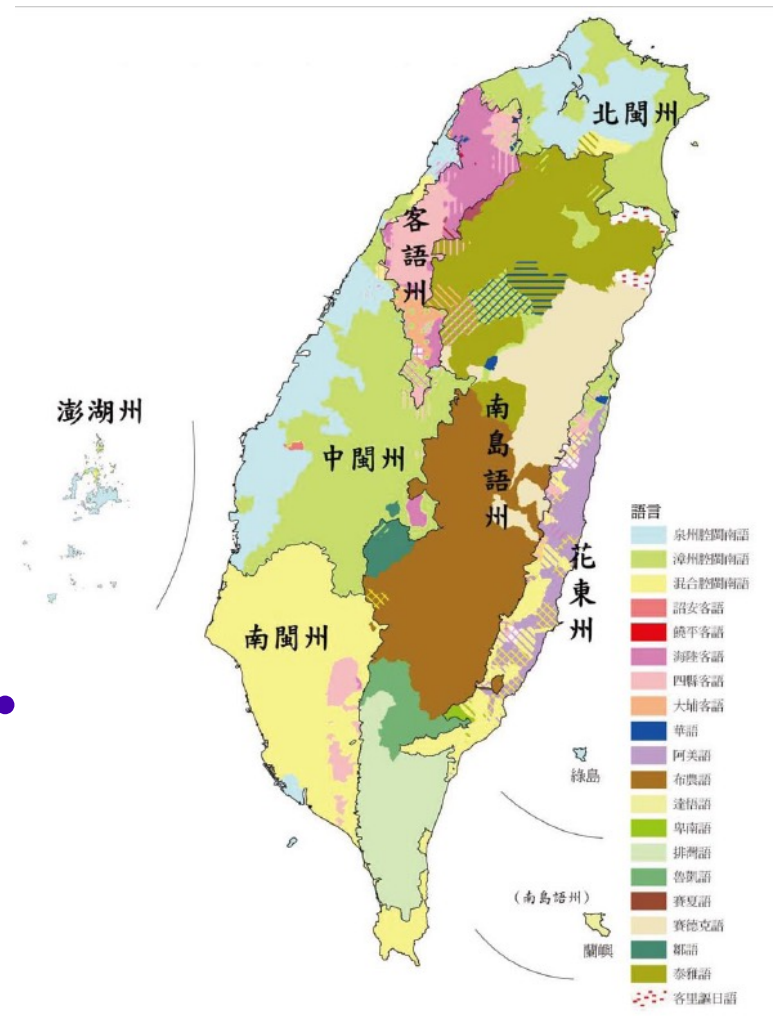 北閩州
客語州
澎湖州
中閩州
南島語州
花東州
南閩州
綠島
(南島語州)
蘭嶼
語言
泉州腔閩南語
漳州腔閩南語
混合腔閩南語
詔安客語
饒平客語
海陸客語
四縣客語
大埔客語
華語
阿美語
布農語
達悟語
卑南語
排灣語
魯凱語
賽夏語
賽德克語
鄒語
泰雅語
客里謳日語